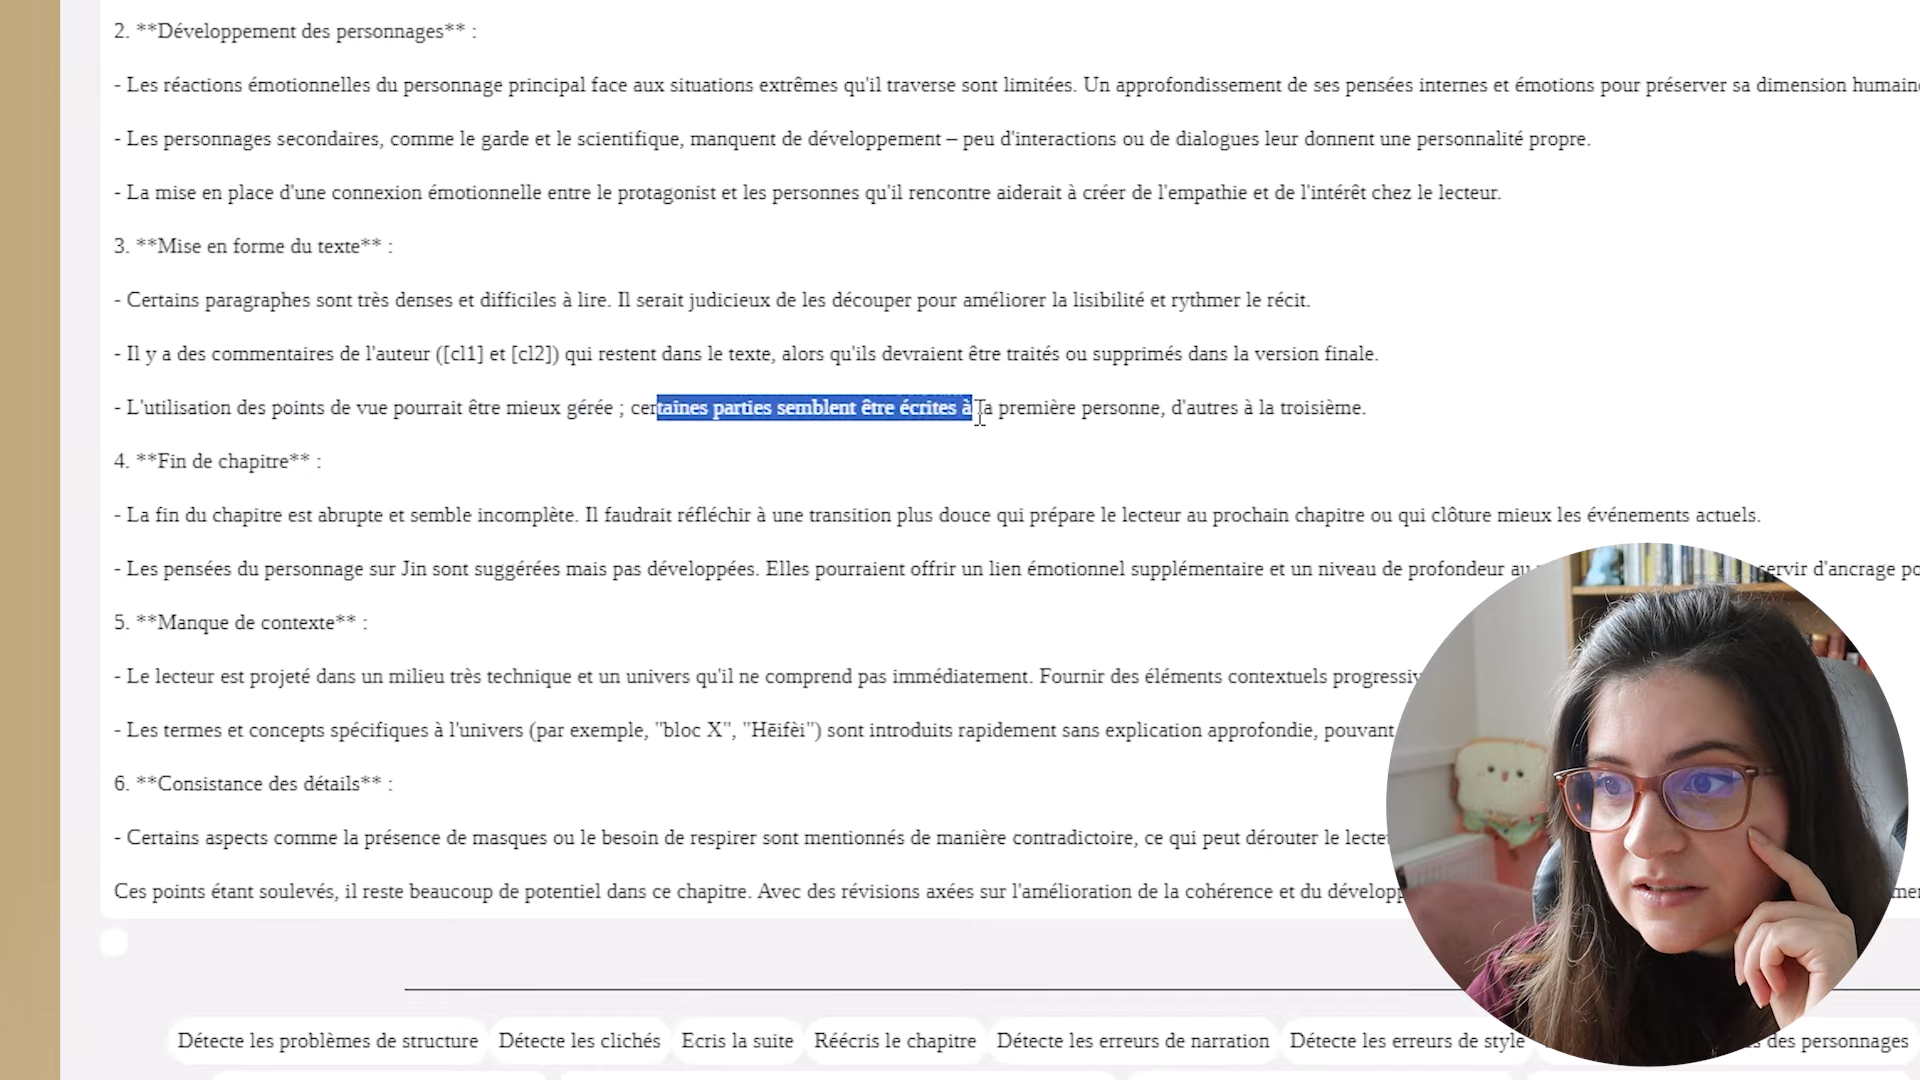 2. **Développement des personnages** :
- Les réactions émotionnelles du personnage principal face aux situations extrêmes qu'il traverse sont limitées. Un approfondissement de ses pensées internes et émotions pour préserver sa dimension humaine
- Les personnages secondaires, comme le garde et le scientifique, manquent de développement – peu d'interactions ou de dialogues leur donnent une personnalité propre.
- La mise en place d'une connexion émotionnelle entre le protagonist et les personnes qu'il rencontre aiderait à créer de l'empathie et de l'intérêt chez le lecteur.
3. **Mise en forme du texte** :
- Certains paragraphes sont très denses et difficiles à lire. Il serait judicieux de les découper pour améliorer la lisibilité et rythmer le récit.
- Il y a des commentaires de l'auteur ([cl1] et [cl2]) qui restent dans le texte, alors qu'ils devraient être traités ou supprimés dans la version finale.
- L'utilisation des points de vue pourrait être mieux gérée ; certaines parties semblent être écrites à la première personne, d'autres à la troisième.
4. **Fin de chapitre** :
- La fin du chapitre est abrupte et semble incomplète. Il faudrait réfléchir à une transition plus douce qui prépare le lecteur au prochain chapitre ou qui clôture mieux les événements actuels.
- Les pensées du personnage sur Jin sont suggérées mais pas développées. Elles pourraient offrir un lien émotionnel supplémentaire et un niveau de profondeur au servir d'ancrage
5. **Manque de contexte** :
- Le lecteur est projeté dans un milieu très technique et un univers qu'il ne comprend pas immédiatement. Fournir des éléments contextuels
- Les termes et concepts spécifiques à l'univers (par exemple, "bloc X", "Hēifèi") sont introduits rapidement sans explication approfondie, pouvant
6. **Consistance des détails** :
- Certains aspects comme la présence de masques ou le besoin de respirer sont mentionnés de manière contradictoire, ce qui peut dérouter le
Ces points étant soulevés, il reste beaucoup de potentiel dans ce chapitre. Avec des révisions axées sur l'amélioration de la cohérence et du
Détecte les problèmes de structure Détecte les clichés Ecris la suite Réécris le chapitre Détecte les erreurs de narration Détecte les erreurs de style des personnages